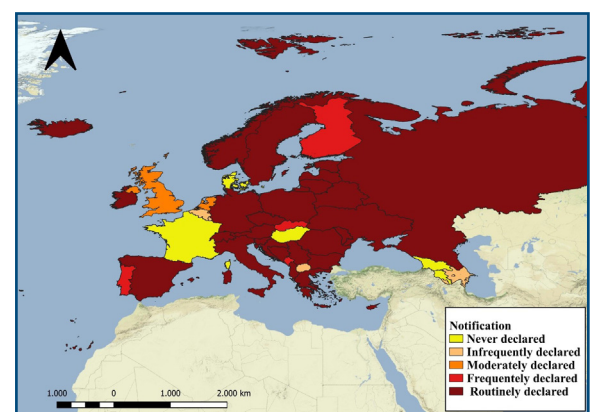 Notification
Never declared
Infrequently declared
Moderately declared
Frequentely declared
Routinely declared
1.000 0 1.000 2.000 km